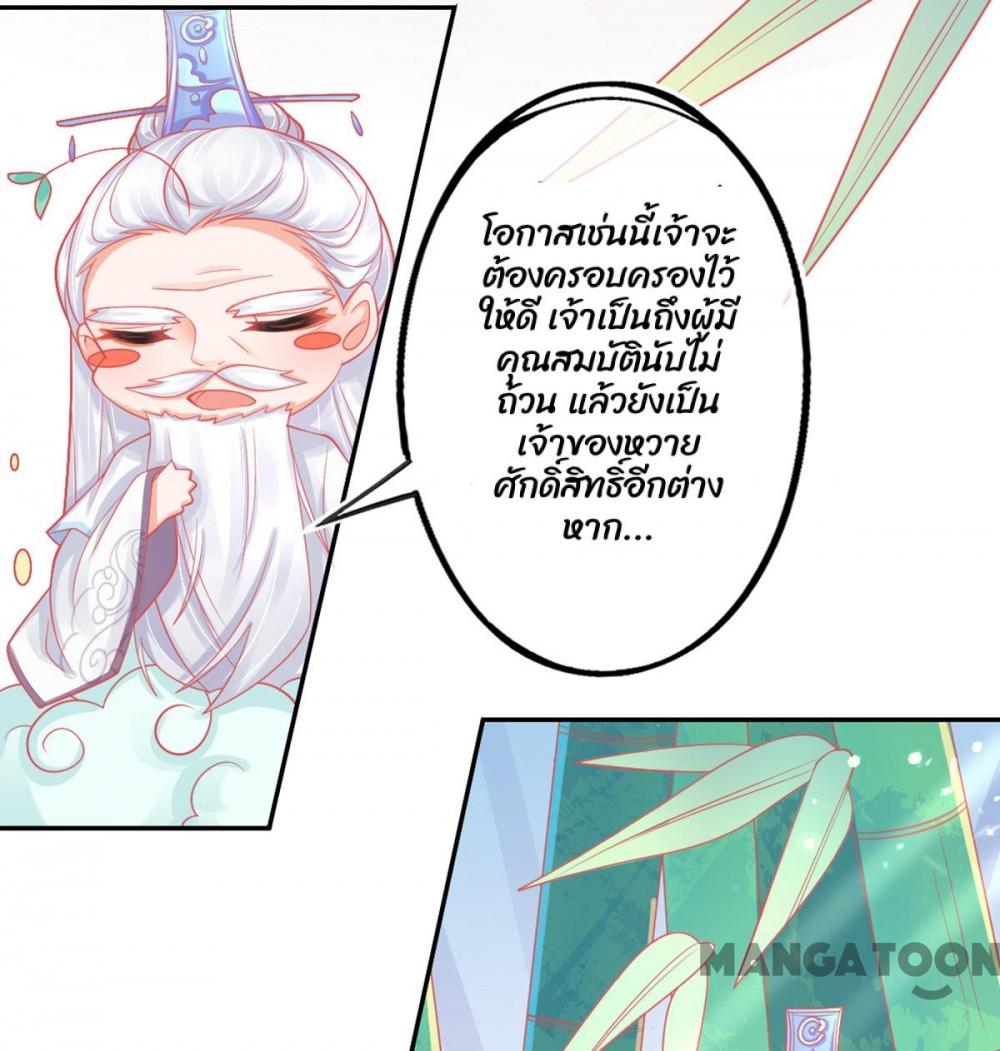 โอกาสเช่นนี้เจ้าจะ
ต้องครอบครองไว้
ให้ดี เจ้าเป็นถึงผู้มี
คุณสมบัตินับไม่
ถ้วน แล้วยังเป็น
เจ้าของหวาย
ศักดิ์สิทธิ์อีกต่าง
หาก...
MANGATOON